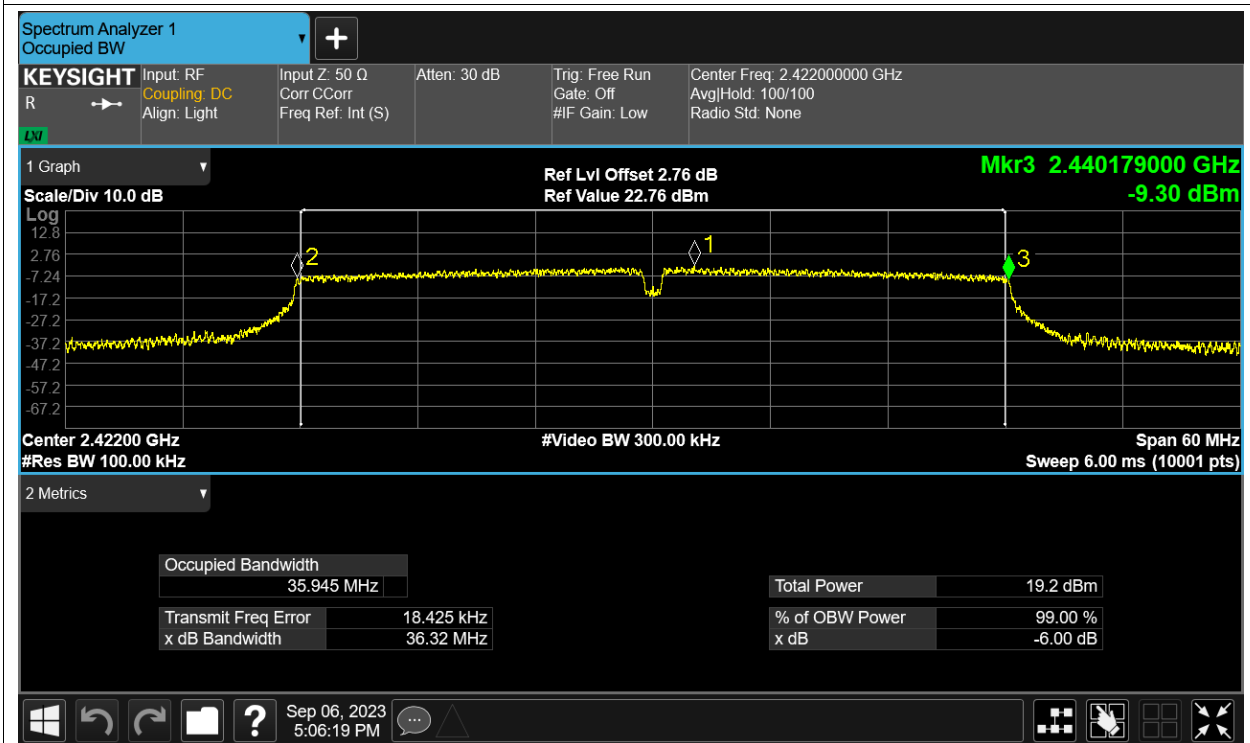 Spectrum Analyzer 1
Occupied BW
KEYSIGHT
R
LXI
Input: RF
Coupling: DC
Align: Light
Input Z: 50 Ω
Corr CCorr
Freq Ref: Int (S)
Atten: 30 dB
Trig: Free Run
Gate: Off
#IF Gain: Low
Center Freq: 2.422000000 GHz
Avg|Hold: 100/100
Radio Std: None
1 Graph
Scale/Div 10.0 dB
Ref Lvl Offset 2.76 dB
Ref Value 22.76 dBm
Mkr3 2.440179000 GHz
-9.30 dBm
Log
12.8
2.76
-7.24
-17.2
-27.2
-37.2
-47.2
-57.2
-67.2
2
1
3
Center 2.42200 GHz
#Res BW 100.00 kHz
#Video BW 300.00 kHz
Span 60 MHz
Sweep 6.00 ms (10001 pts)
2 Metrics
Occupied Bandwidth
35.945 MHz
Transmit Freq Error 18.425 kHz
x dB Bandwidth 36.32 MHz
Total Power 19.2 dBm
% of OBW Power 99.00 %
x dB -6.00 dB
Sep 06, 2023
5:06:19 PM